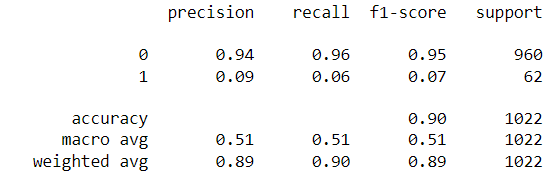 precision recall f1-score support
0 0.94 0.96 0.95 960
1 0.09 0.06 0.07 62
accuracy 0.90 1022
macro avg 0.51 0.51 0.51 1022
weighted avg 0.89 0.90 0.89 1022